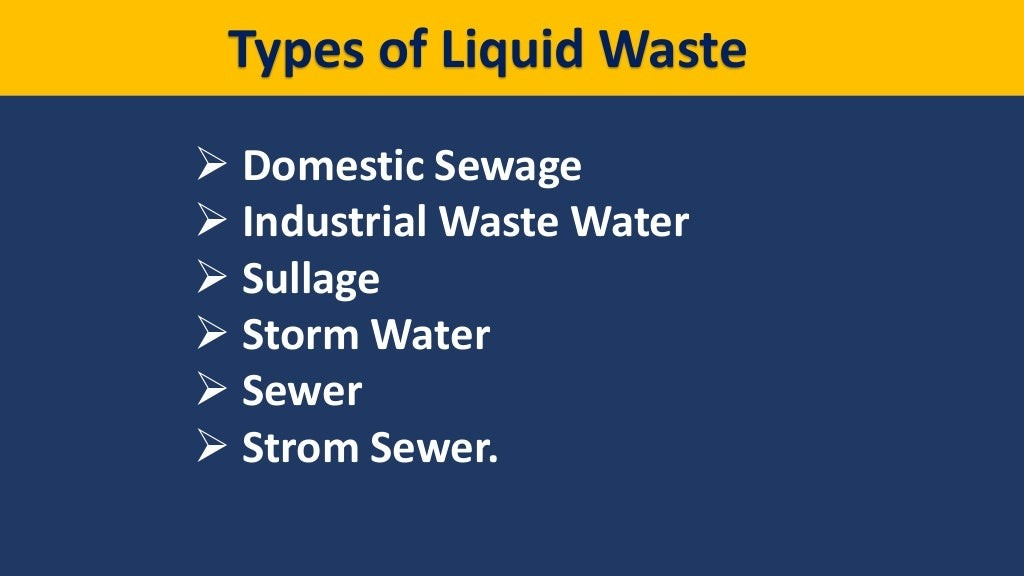 Types of Liquid Waste
➢ Domestic Sewage
➢ Industrial Waste Water
➢ Sullage
➢ Storm Water
➢ Sewer
➢ Strom Sewer.